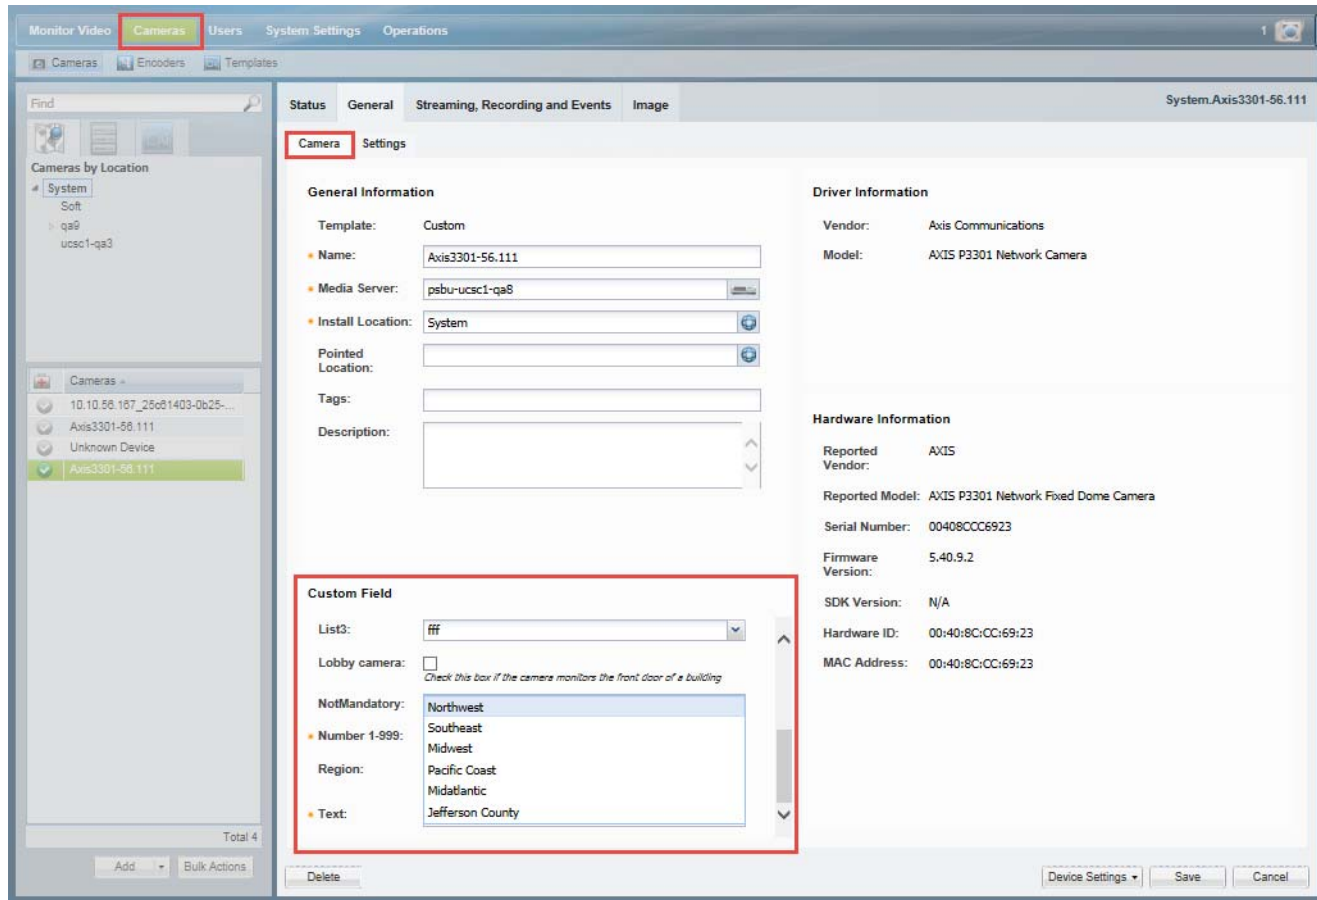 Monitor Video Cameras Users System Settings Operations 1
Cameras Encoders Templates
Find
Cameras by Location
System
Soft
qa9
ucsc1-qa3
Cameras
10.10.56.167_25c61403-0b25-...
Axis3301-56.111
Unknown Device
Axis3301-56.111
Total 4
Add Bulk Actions
Status General Streaming, Recording and Events Image System.Axis3301-56.111
Camera Settings
General Information
Template: Custom
* Name: Axis3301-56.111
* Media Server: psbu-ucsc1-qa8
* Install Location: System
Pointed
Location:
Tags:
Description:
Custom Field
List3: fff
Lobby camera:
Check this box if the camera monitors the front door of a building
NotMandatory:
* Number 1-999:
Region:
* Text:
Northwest
Southeast
Midwest
Pacific Coast
Midatlantic
Jefferson County
Driver Information
Vendor: Axis Communications
Model: AXIS P3301 Network Camera
Hardware Information
Reported
Vendor: AXIS
Reported Model: AXIS P3301 Network Fixed Dome Camera
Serial Number: 00408CCC6923
Firmware
Version: 5.40.9.2
SDK Version: N/A
Hardware ID: 00:40:8C:CC:69:23
MAC Address: 00:40:8C:CC:69:23
Delete Device Settings Save Cancel